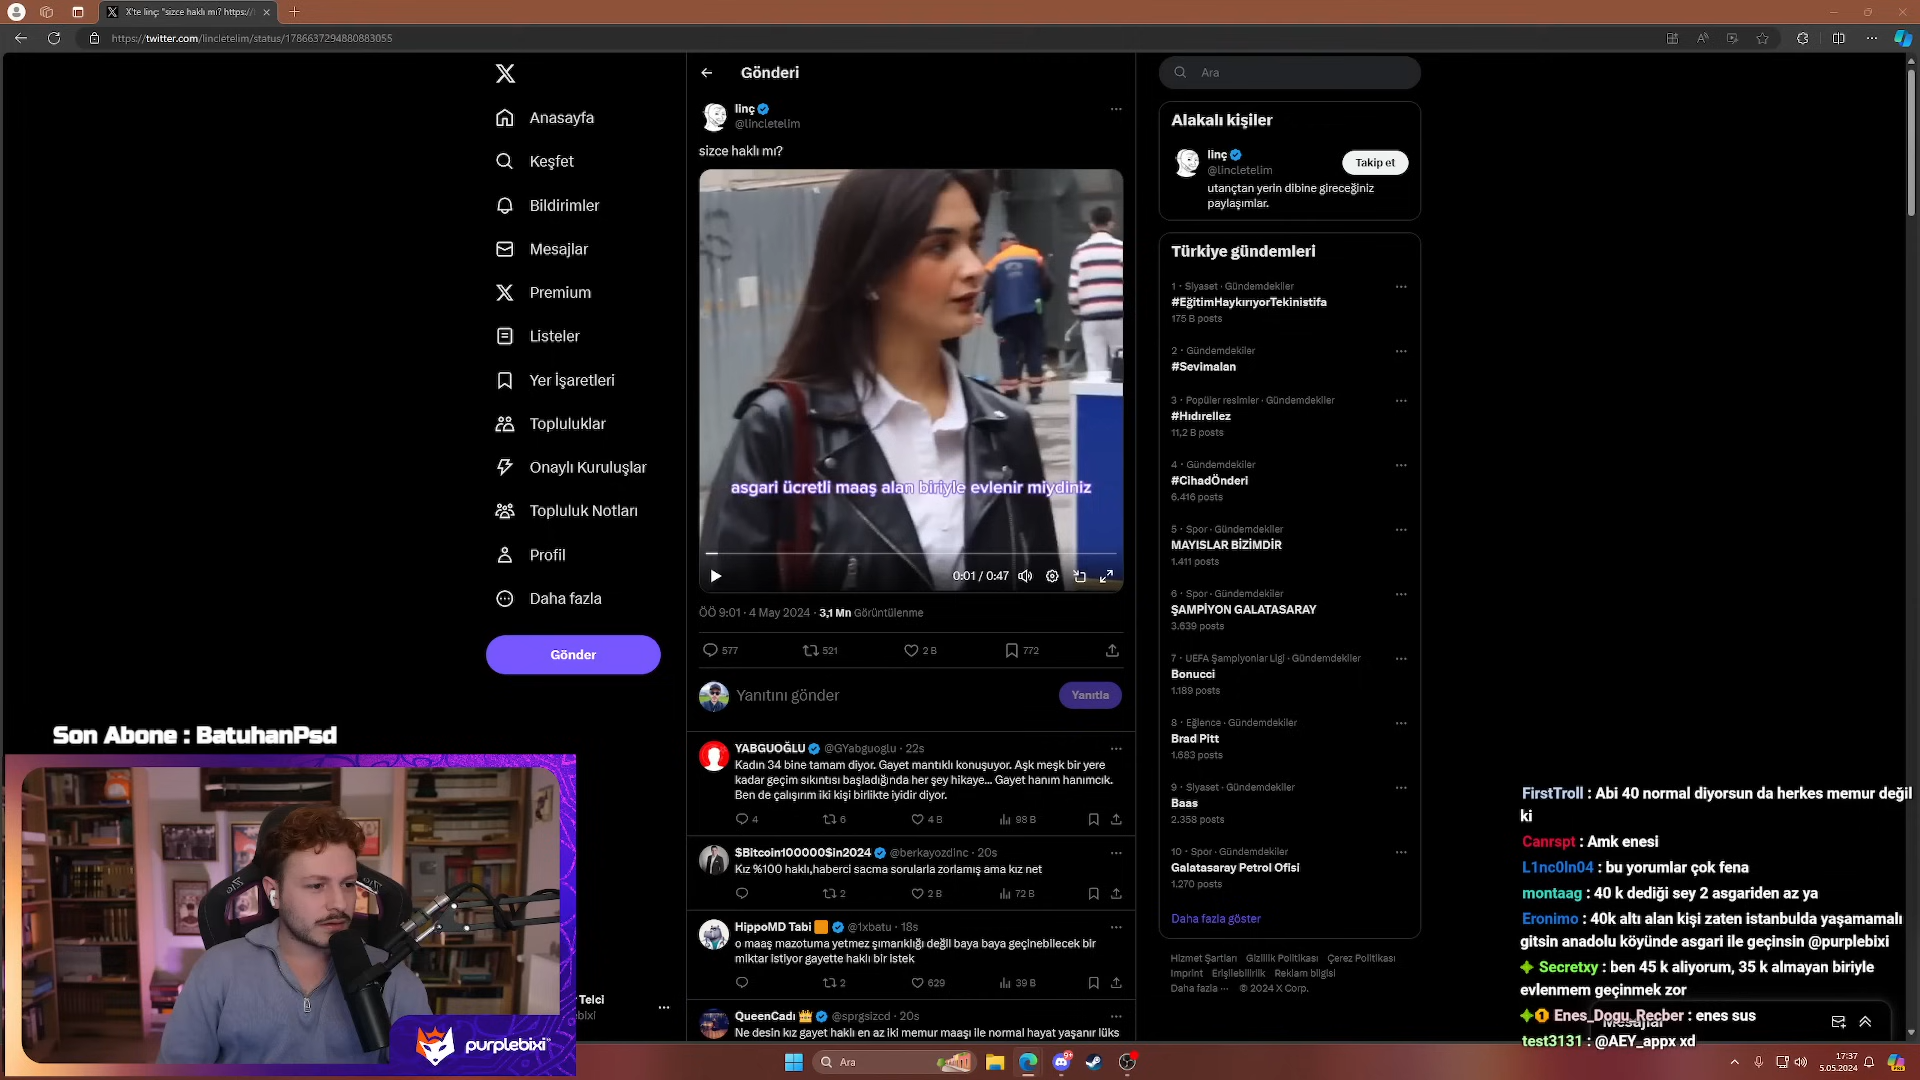 X'te linç: "sizce haklı mı? https://
https://twitter.com/lincletelim/status/1786637294880883055
Anasayfa
Keşfet
Bildirimler
Mesajlar
Premium
Listeler
Yer İşaretleri
Topluluklar
Onaylı Kuruluşlar
Topluluk Notları
Profil
Daha fazla
Gönder
Gönderi
linç
@lincletelim
sizce haklı mı?
asgari ücretli maaş alan biriyle evlenir miydiniz
0:01 / 0:47
ÖÖ 9:01 · 4 May 2024 · 3,1 Mn Görüntülenme
577 521 2 B 772
Yanıtını gönder
Yanıtla
YABGUOĞLU @GYabguoglu · 22s
Kadın 34 bine tamam diyor. Gayet mantıklı konuşuyor. Aşk meşk bir yere
kadar geçim sıkıntısı başladığında her şey hikaye... Gayet hanım hanımcık.
Ben de çalışırım iki kişi birlikte iyidir diyor.
4 6 4 B 98 B
$Bitcoin100000$in2024 @berkayozdInc · 20s
Kız %100 haklı,haberci sacma sorularla zorlamış ama kız net
2 2 B 72 B
HippoMD Tabi @1xbatu · 18s
o maaş mazotuma yetmez şımarıklığı değil baya baya geçinebilecek bir
miktar istiyor gayette haklı bir istek
2 629 39 B
QueenCadı @sprgsizcd · 20s
Ne desin kız gayet haklı en az iki memur maaşı ile normal hayat yaşanır lüks
Ara
Alakalı kişiler
linç
@lincletelim
Takip et
utançtan yerin dibine gireceğiniz
paylaşımlar.
Türkiye gündemleri
1 · Siyaset · Gündemdekiler
#EğitimHaykırıyorTekinistifa
175 B posts
2 · Gündemdekiler
#Sevimalan
3 · Popüler resimler · Gündemdekiler
#Hıdırellez
11,2 B posts
4 · Gündemdekiler
#CihadÖnderi
6.416 posts
5 · Spor · Gündemdekiler
MAYISLAR BİZİMDİR
1.411 posts
6 · Spor · Gündemdekiler
ŞAMPİYON GALATASARAY
3.639 posts
7 · UEFA Şampiyonlar Ligi · Gündemdekiler
Bonucci
1.189 posts
8 · Eğlence · Gündemdekiler
Brad Pitt
1.683 posts
9 · Siyaset · Gündemdekiler
Baas
2.358 posts
10 · Spor · Gündemdekiler
Galatasaray Petrol Ofisi
1.270 posts
Daha fazla göster
Hizmet Şartları Gizlilik Politikası Çerez Politikası
Imprint Erişilebilirlik Reklam bilgisi
Daha fazla ··· © 2024 X Corp.
Son Abone : BatuhanPsd
purplebixi
Telci
FirstTroll : Abi 40 normal diyorsun da herkes memur değil
ki
Canrspt : Amk enesi
L1nc0ln04 : bu yorumlar çok fena
montaag : 40 k dediği sey 2 asgariden az ya
Eronimo : 40k altı alan kişi zaten istanbulda yaşamamalı
gitsin anadolu köyünde asgari ile geçinsin @purplebixi
Secretxy : ben 45 k aliyorum, 35 k almayan biriyle
evlenmem geçinmek zor
Enes_Dogu_Recber : enes sus
Mesajlar
test3131 : @AEY_appx xd
Ara
17:37
5.05.2024